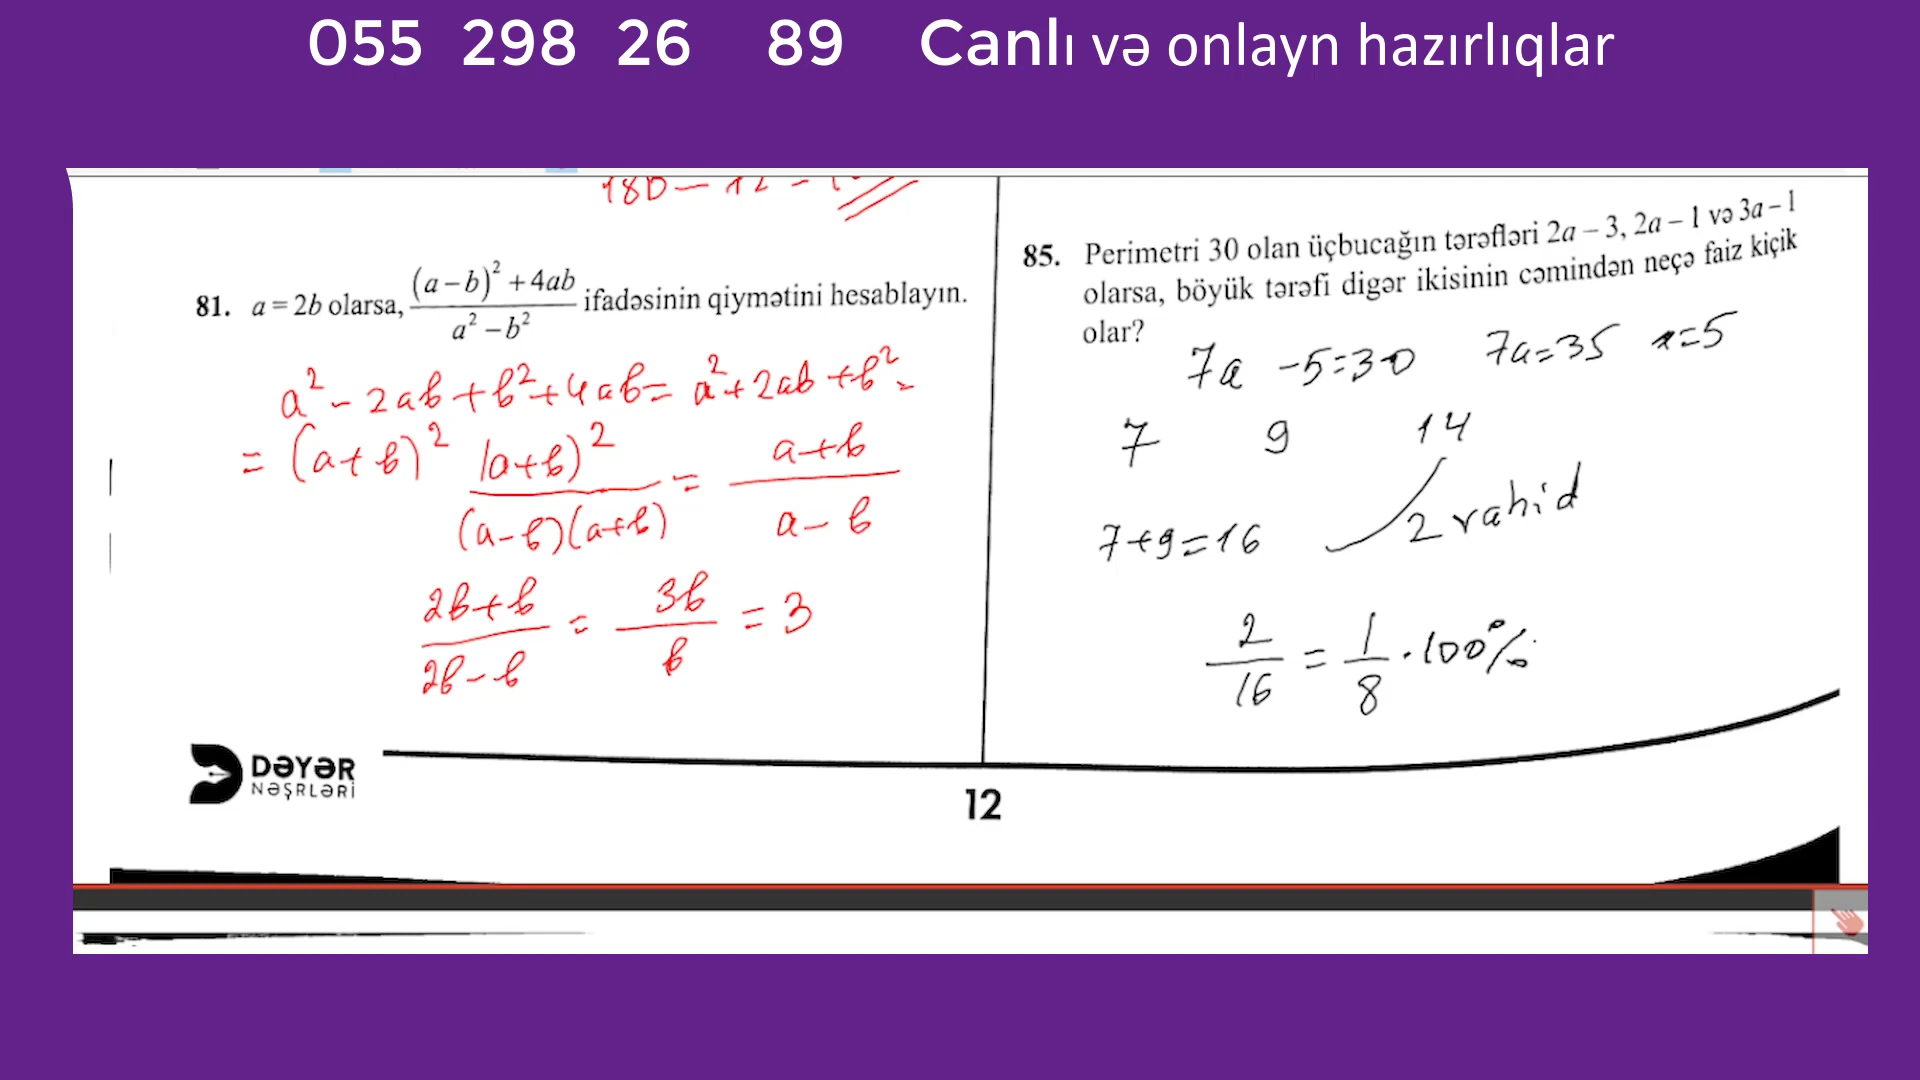 055 298 26 89 Canlı və onlayn hazırlıqlar
180 – 12 –
81. a = 2b olarsa, ((a – b)² + 4ab)/(a² – b²) ifadəsinin qiymətini hesablayın.
a² – 2ab + b² + 4ab = a² + 2ab + b² =
= (a+b)² (a+b)²/((a–b)(a+b)) = (a+b)/(a–b)
(2b+b)/(2b–b) = 3b/b = 3
85. Perimetri 30 olan üçbucağın tərəfləri 2a – 3, 2a – 1 və 3a – 1
olarsa, böyük tərəfi digər ikisinin cəmindən neçə faiz kiçik
olar?
7a – 5 = 30 7a = 35 x = 5
7 9 14
7+9=16 2 vahid
2/16 = 1/8 · 100%
DƏYƏR
NƏŞRLƏRİ
12